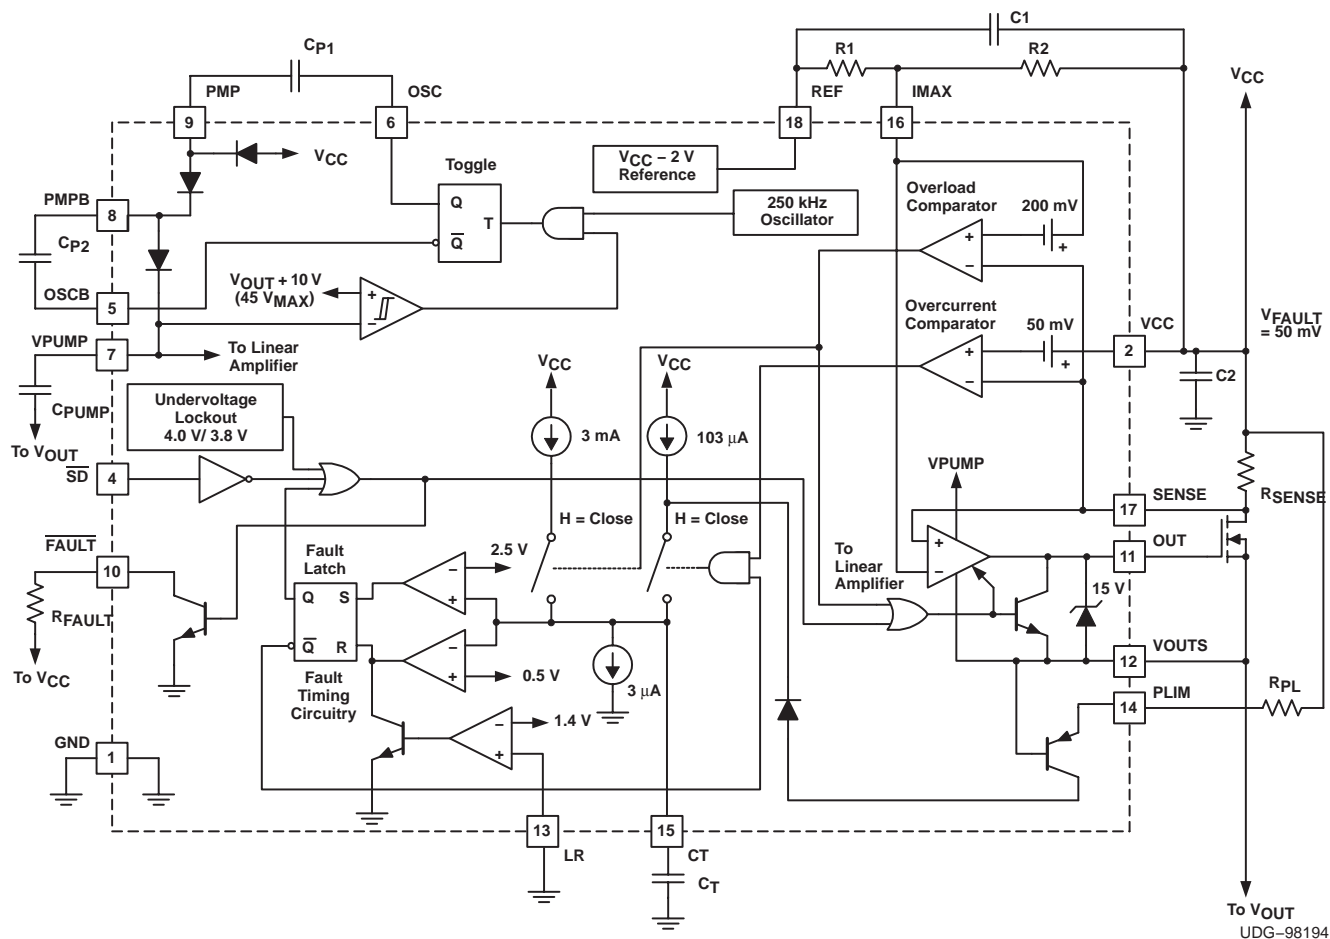 C1
CP1
R1
R2
VCC
PMP
OSC
REF
IMAX
9
6
18
16
VCC
VCC − 2 V
Reference
Toggle
PMPB
8
Q
T
Q
250 kHz
Oscillator
Overload
Comparator
200 mV
+
+
−
CP2
OSCB
5
VOUT + 10 V
(45 VMAX)
+
−
Overcurrent
Comparator
50 mV
+
+
−
VCC
2
VFAULT
= 50 mV
VPUMP
7
To Linear
Amplifier
C2
CPUMP
To VOUT
Undervoltage
Lockout
4.0 V/ 3.8 V
VCC
VCC
3 mA
103 μA
SD
4
VPUMP
SENSE
17
RSENSE
H = Close
H = Close
FAULT
10
RFAULT
To VCC
Fault
Latch
2.5 V
−
+
To
Linear
Amplifier
+
−
OUT
11
15 V
Q
S
Q
R
−
+
0.5 V
3 μA
VOUTS
12
Fault
Timing
Circuitry
PLIM
14
RPL
1.4 V
−
+
GND
1
13
LR
15
CT
CT
To VOUT
UDG−98194